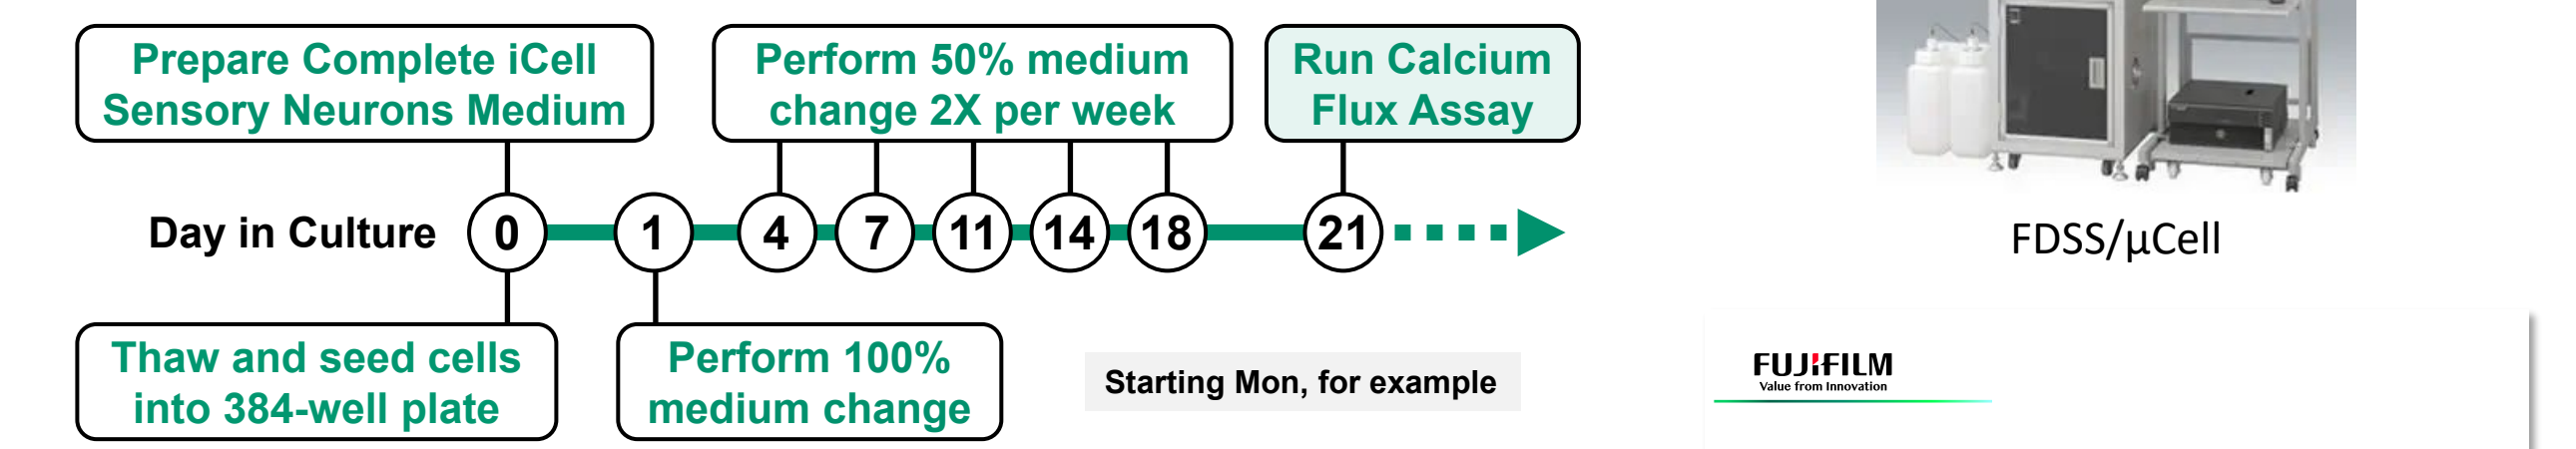 Prepare Complete iCell
Sensory Neurons Medium
Perform 50% medium
change 2X per week
Run Calcium
Flux Assay
Day in Culture 0 1 4 7 11 14 18 21
FDSS/μCell
Thaw and seed cells
into 384-well plate
Perform 100%
medium change
Starting Mon, for example
FUJIFILM
Value from Innovation